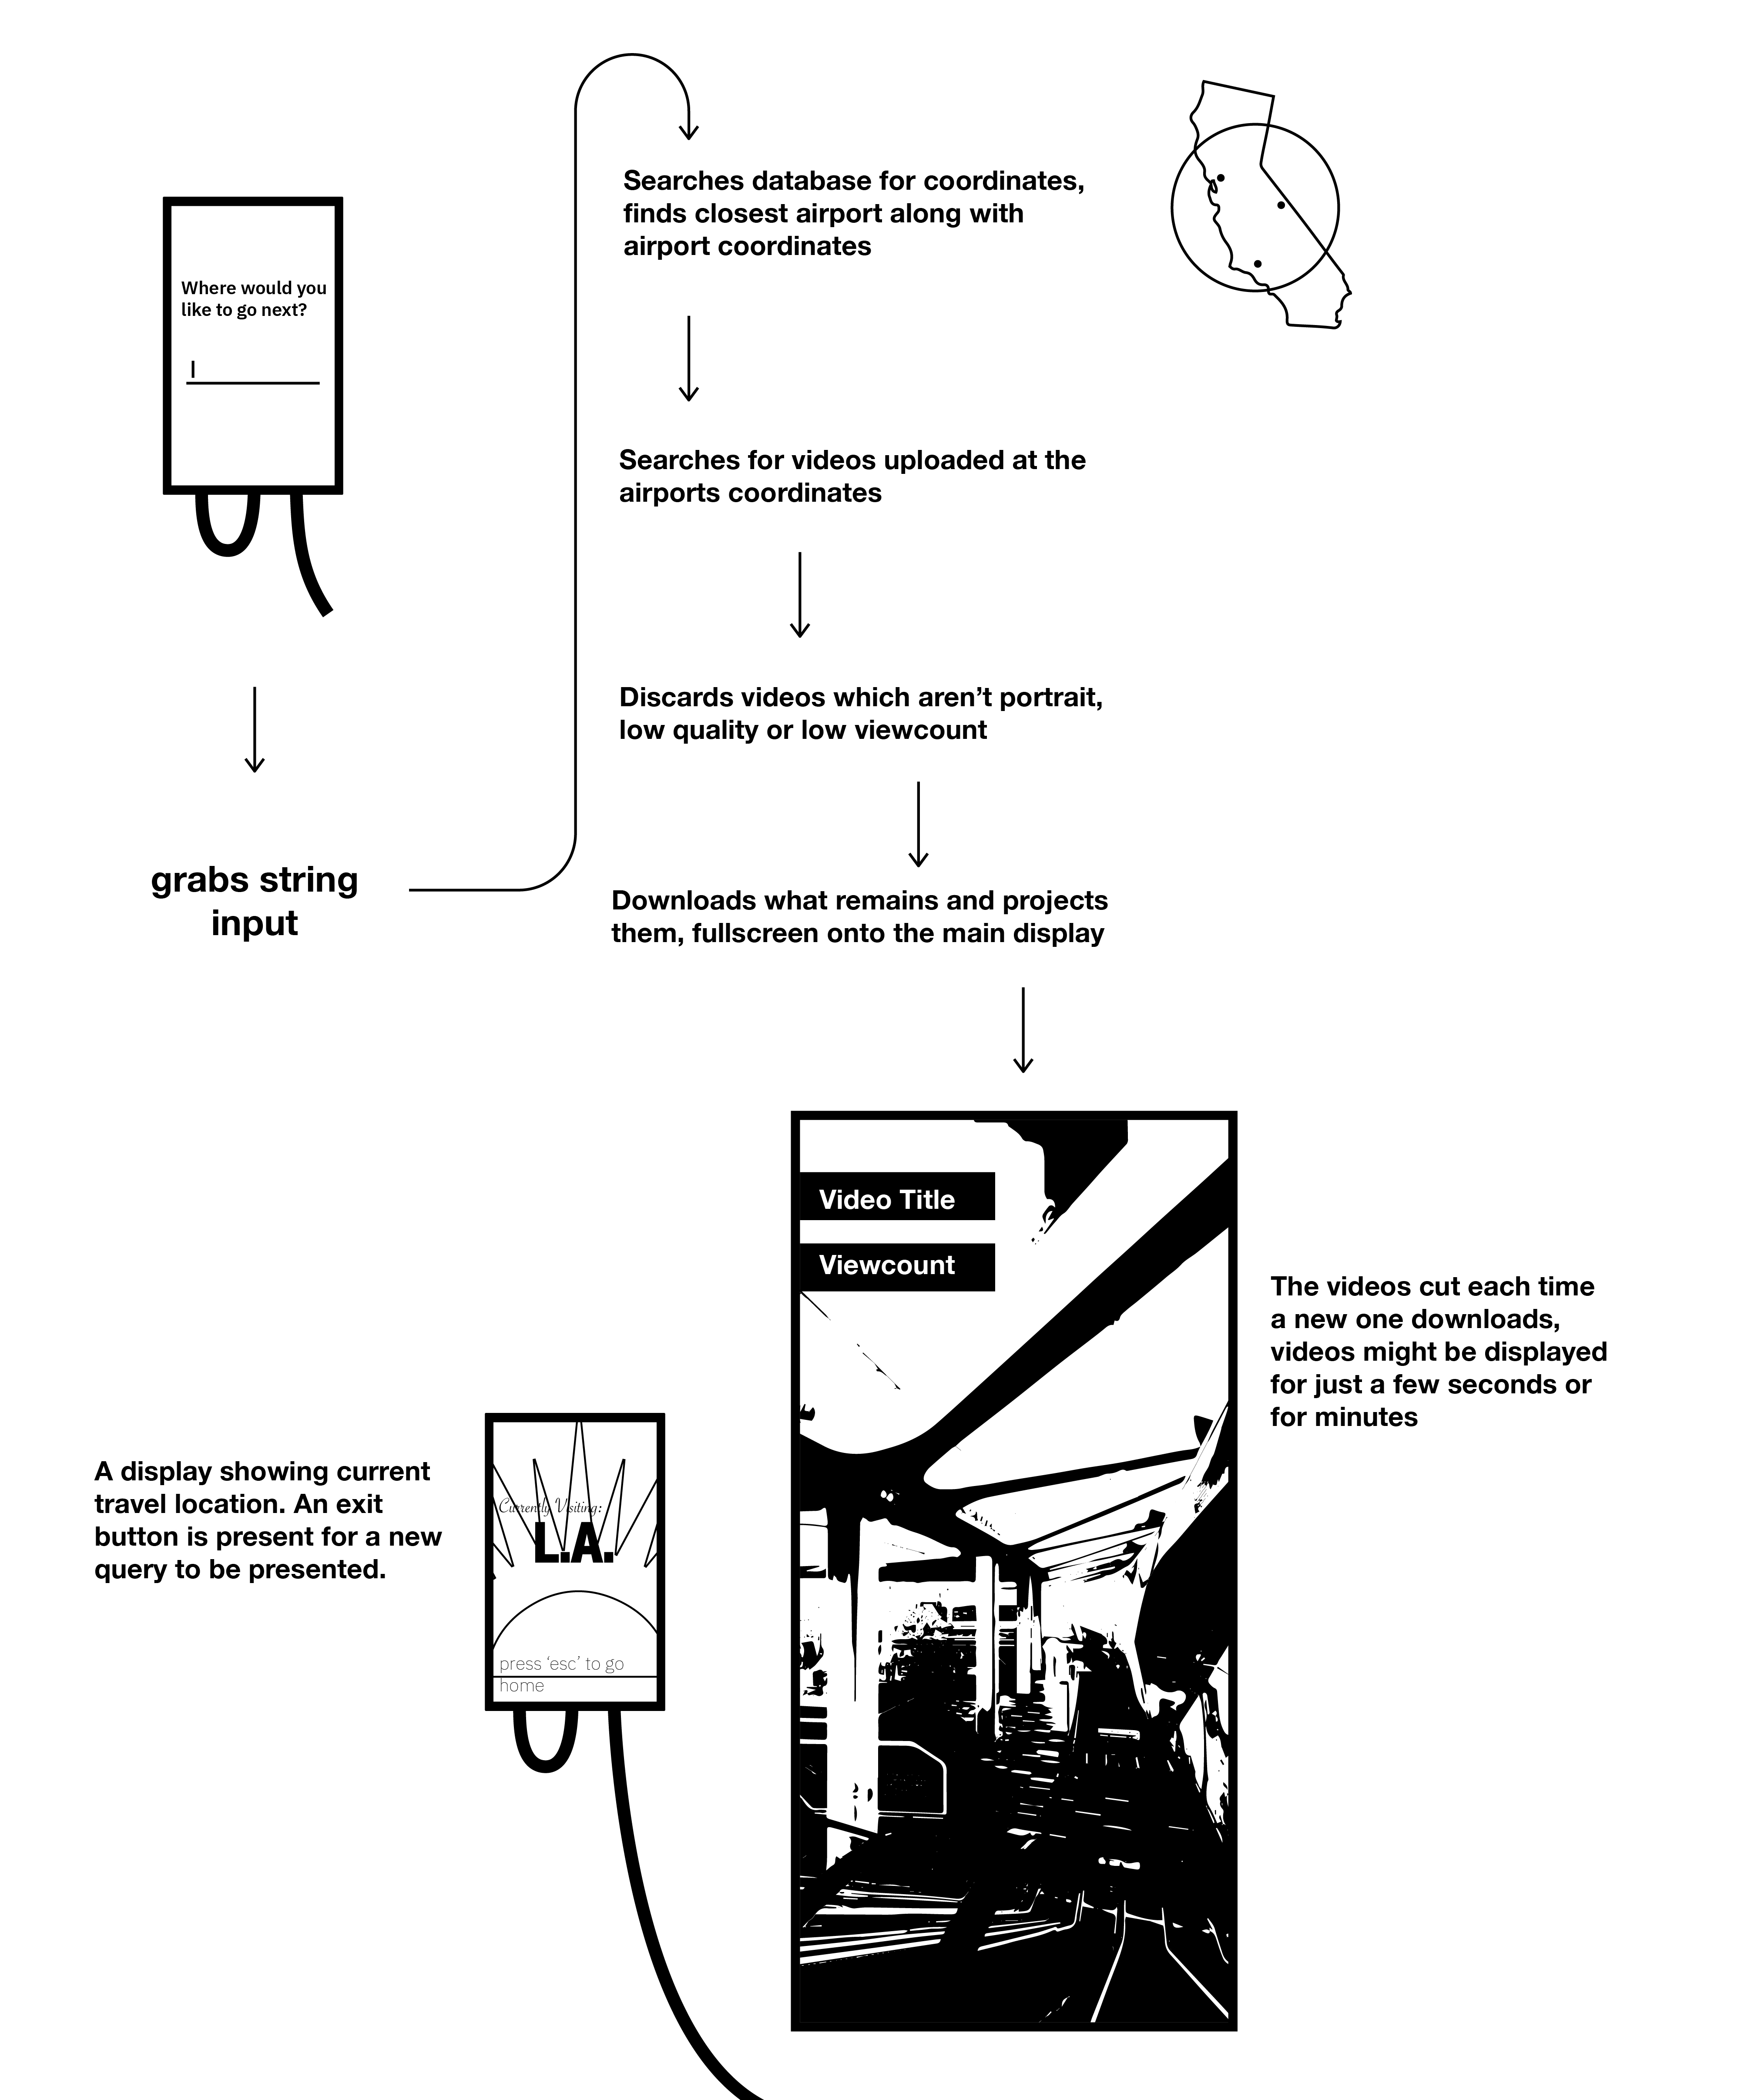 Where would you
like to go next?
grabs string
input
Searches database for coordinates,
finds closest airport along with
airport coordinates
Searches for videos uploaded at the
airports coordinates
Discards videos which aren’t portrait,
low quality or low viewcount
Downloads what remains and projects
them, fullscreen onto the main display
Video Title
Viewcount
The videos cut each time
a new one downloads,
videos might be displayed
for just a few seconds or
for minutes
A display showing current
travel location. An exit
button is present for a new
query to be presented.
Currently Visiting:
L.A.
press ‘esc’ to go
home